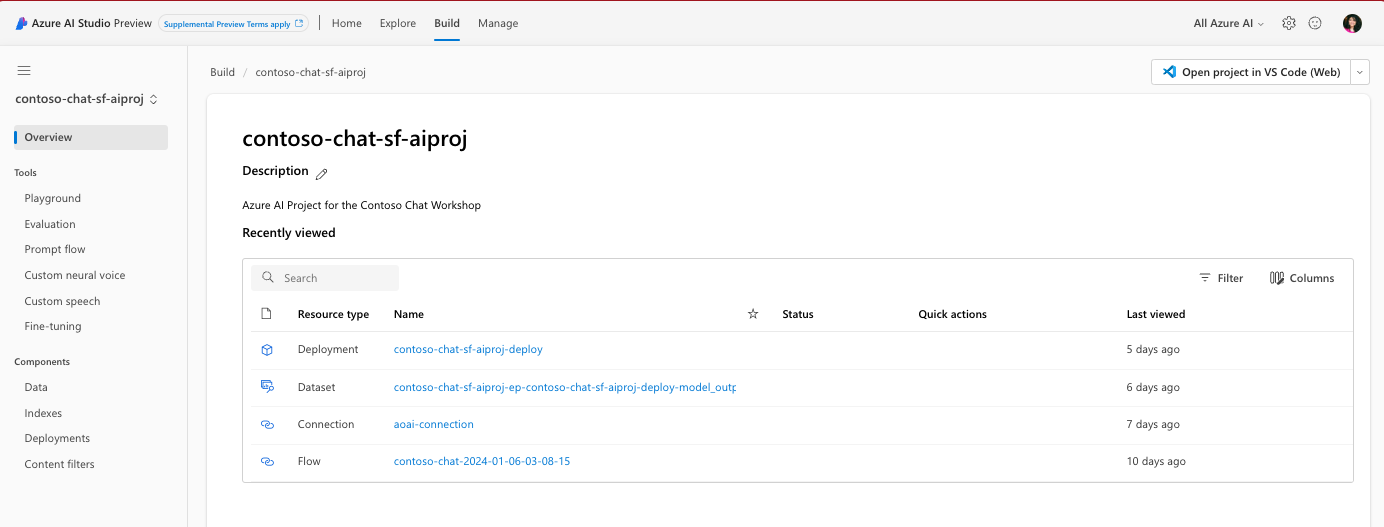 Azure AI Studio Preview Supplemental Preview Terms apply Home Explore Build Manage All Azure AI
contoso-chat-sf-aiproj
Overview
Tools
Playground
Evaluation
Prompt flow
Custom neural voice
Custom speech
Fine-tuning
Components
Data
Indexes
Deployments
Content filters
Build / contoso-chat-sf-aiproj Open project in VS Code (Web)
contoso-chat-sf-aiproj
Description
Azure AI Project for the Contoso Chat Workshop
Recently viewed
Search Filter Columns
Resource type Name Status Quick actions Last viewed
Deployment contoso-chat-sf-aiproj-deploy 5 days ago
Dataset contoso-chat-sf-aiproj-ep-contoso-chat-sf-aiproj-deploy-model_outp 6 days ago
Connection aoai-connection 7 days ago
Flow contoso-chat-2024-01-06-03-08-15 10 days ago